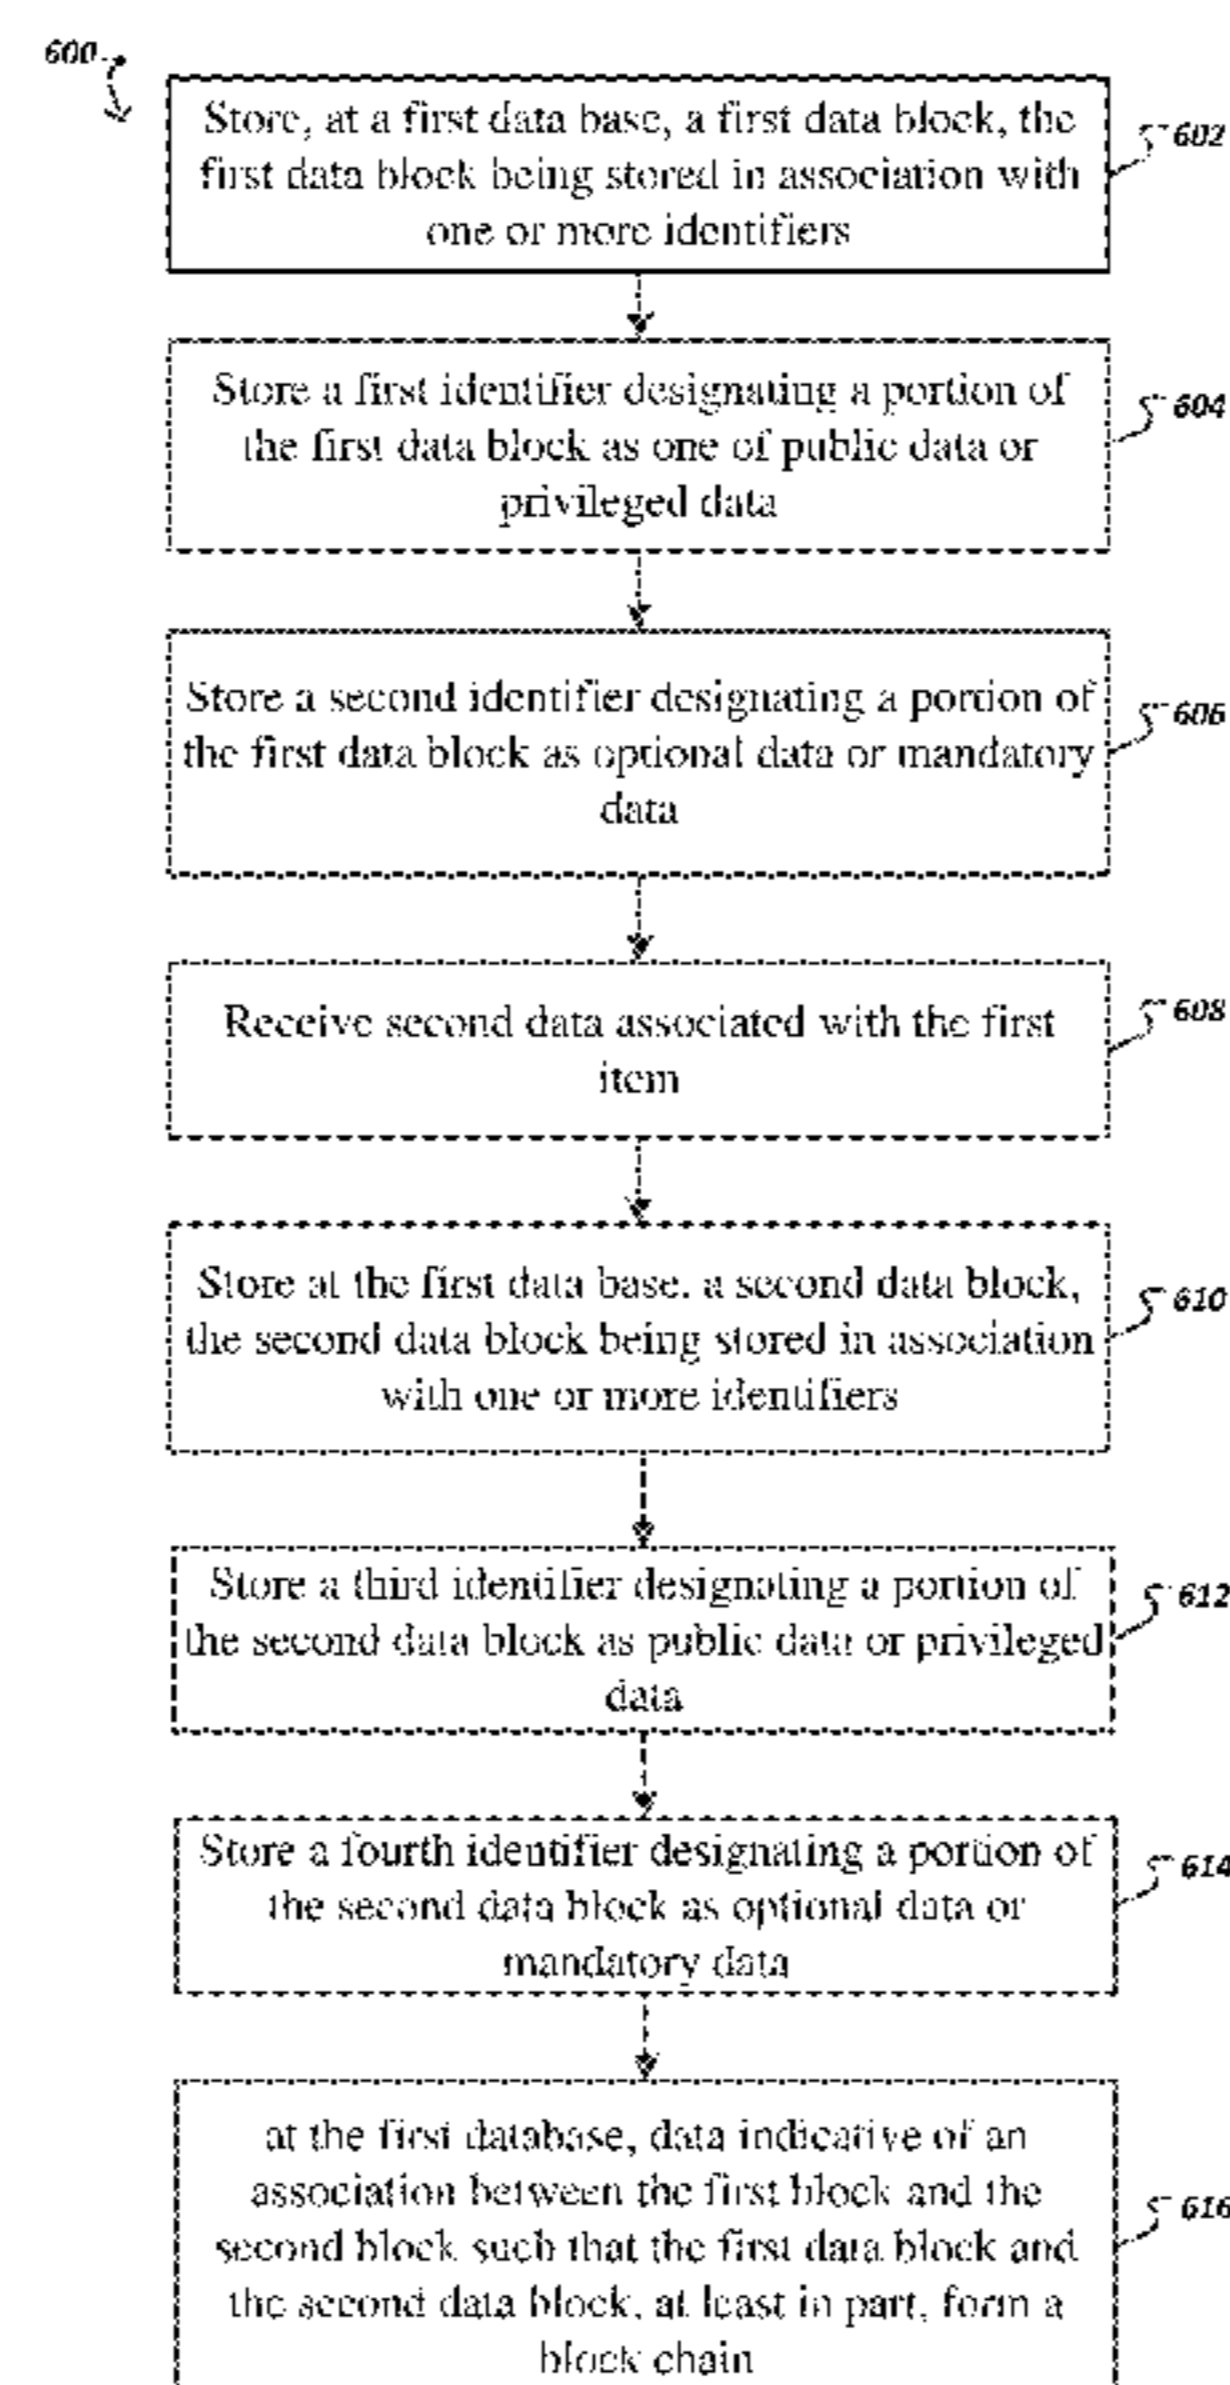 600
Store, at a first data base, a first data block, the
first data block being stored in association with
one or more identifiers
602
Store a first identifier designating a portion of
the first data block as one of public data or
privileged data
604
Store a second identifier designating a portion of
the first data block as optional data or mandatory
data
606
Receive second data associated with the first
item
608
Store at the first data base. a second data block,
the second data block being stored in association
with one or more identifiers
610
Store a third identifier designating a portion of
the second data block as public data or privileged
data
612
Store a fourth identifier designating a portion of
the second data block as optional data or
mandatory data
614
at the first database, data indicative of an
association between the first block and the
second block such that the first data block and
the second data block, at least in part, form a
block chain
616